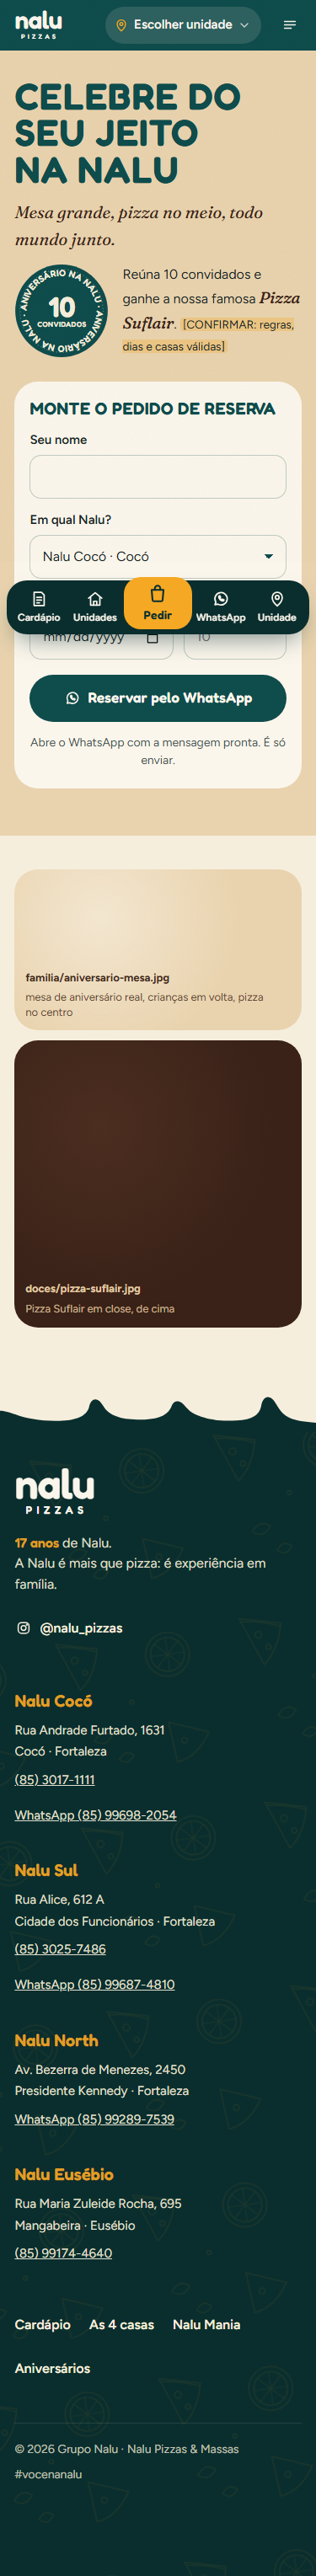 nalu
PIZZAS
Escolher unidade
CELEBRE DO
SEU JEITO
NA NALU
Mesa grande, pizza no meio, todo
mundo junto.
ANIVERSÁRIO NA NALU · ANIVERSÁRIO NA NALU ·
10
CONVIDADOS
Reúna 10 convidados e
ganhe a nossa famosa Pizza
Suflair. [CONFIRMAR: regras,
dias e casas válidas]
MONTE O PEDIDO DE RESERVA
Seu nome
Em qual Nalu?
Nalu Cocó · Cocó
Cardápio
Unidades
Pedir
WhatsApp
Unidade
mm/dd/yyyy
10
Reservar pelo WhatsApp
Abre o WhatsApp com a mensagem pronta. É só
enviar.
familia/aniversario-mesa.jpg
mesa de aniversário real, crianças em volta, pizza
no centro
doces/pizza-suflair.jpg
Pizza Suflair em close, de cima
nalu
PIZZAS
17 anos de Nalu.
A Nalu é mais que pizza: é experiência em
família.
@nalu_pizzas
Nalu Cocó
Rua Andrade Furtado, 1631
Cocó · Fortaleza
(85) 3017-1111
WhatsApp (85) 99698-2054
Nalu Sul
Rua Alice, 612 A
Cidade dos Funcionários · Fortaleza
(85) 3025-7486
WhatsApp (85) 99687-4810
Nalu North
Av. Bezerra de Menezes, 2450
Presidente Kennedy · Fortaleza
WhatsApp (85) 99289-7539
Nalu Eusébio
Rua Maria Zuleide Rocha, 695
Mangabeira · Eusébio
(85) 99174-4640
Cardápio
As 4 casas
Nalu Mania
Aniversários
© 2026 Grupo Nalu · Nalu Pizzas & Massas
#vocenanalu